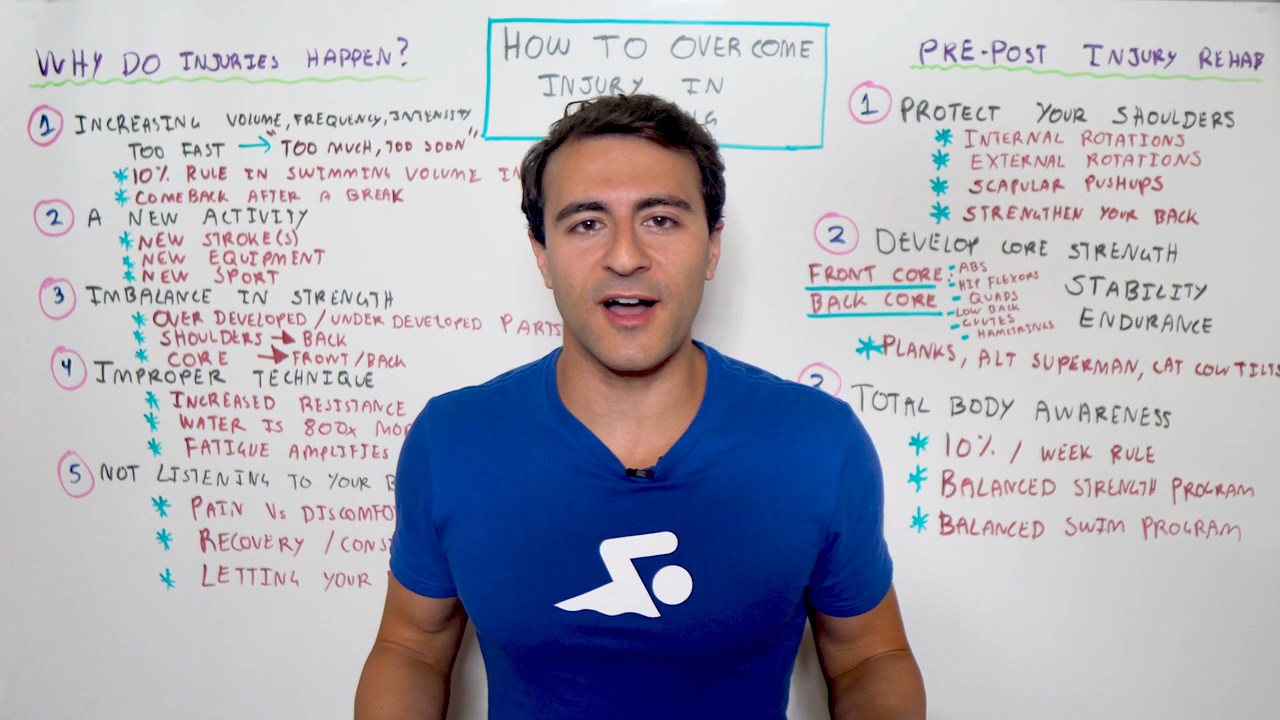 WHY DO INJURIES HAPPEN?
1 INCREASING VOLUME, FREQUENCY, INTENSITY
TOO FAST → "TOO MUCH, TOO SOON"
* 10% RULE IN SWIMMING VOLUME IN
* COMEBACK AFTER A BREAK
2 A NEW ACTIVITY
* NEW STROKE(S)
* NEW EQUIPMENT
* NEW SPORT
3 IMBALANCE IN STRENGTH
* OVER DEVELOPED / UNDER DEVELOPED PARTS
* SHOULDERS → BACK
* CORE → FRONT / BACK
4 IMPROPER TECHNIQUE
* INCREASED RESISTANCE
* WATER IS 800X
* FATIGUE AMPLIFIES
5 NOT LISTENING TO YOUR
* PAIN VS
* RECOVERY /
* LETTING YOUR
HOW TO OVERCOME
INJURY IN
PRE-POST INJURY REHAB
1 PROTECT YOUR SHOULDERS
* INTERNAL ROTATIONS
* EXTERNAL ROTATIONS
* SCAPULAR PUSHUPS
* STRENGTHEN YOUR BACK
2 DEVELOP CORE STRENGTH
STABILITY
ENDURANCE
FRONT CORE: - ABS
- HIP FLEXORS
- QUADS
BACK CORE - LOW BACK
- GLUTES
- HAMSTRINGS
* PLANKS, ALT SUPERMAN, CAT COW TILTS
3 TOTAL BODY AWARENESS
* 10% / WEEK RULE
* BALANCED STRENGTH PROGRAM
* BALANCED SWIM PROGRAM